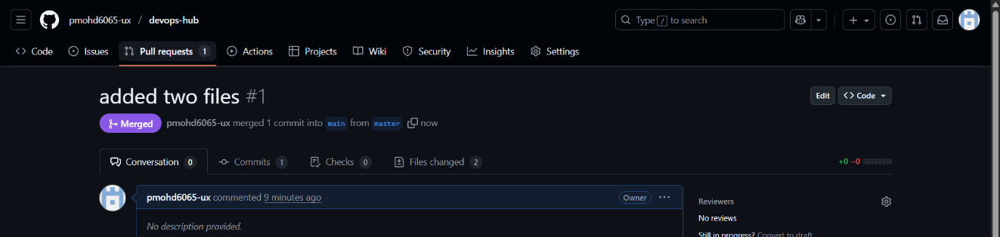 pmohd6065-ux / devops-hub
Type / to search
Code Issues Pull requests 1 Actions Projects Wiki Security Insights Settings
added two files #1
Edit <> Code
Merged pmohd6065-ux merged 1 commit into main from master now
Conversation 0 Commits 1 Checks 0 Files changed 2
+0 −0
pmohd6065-ux commented 9 minutes ago
Owner ...
No description provided.
Reviewers
No reviews
Still in progress? Convert to draft